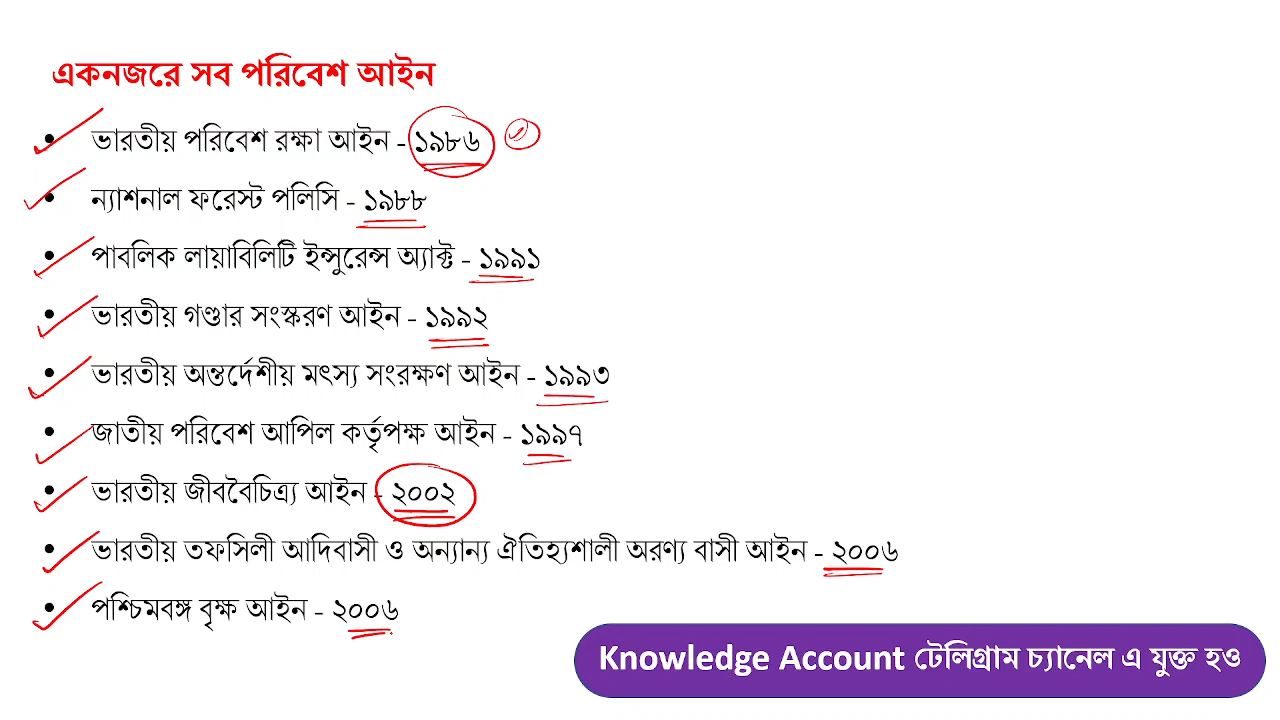 একনজরে সব পরিবেশ আইন
• ভারতীয় পরিবেশ রক্ষা আইন - ১৯৮৬
• ন্যাশনাল ফরেস্ট পলিসি - ১৯৮৮
• পাবলিক লায়াবিলিটি ইন্সুরেন্স অ্যাক্ট - ১৯৯১
• ভারতীয় গণ্ডার সংস্করণ আইন - ১৯৯২
• ভারতীয় অন্তর্দেশীয় মৎস্য সংরক্ষণ আইন - ১৯৯৩
• জাতীয় পরিবেশ আপিল কর্তৃপক্ষ আইন - ১৯৯৭
• ভারতীয় জীববৈচিত্র্য আইন - ২০০২
• ভারতীয় তফসিলী আদিবাসী ও অন্যান্য ঐতিহ্যশালী অরণ্য বাসী আইন - ২০০৬
• পশ্চিমবঙ্গ বৃক্ষ আইন - ২০০৬
Knowledge Account টেলিগ্রাম চ্যানেল এ যুক্ত হও